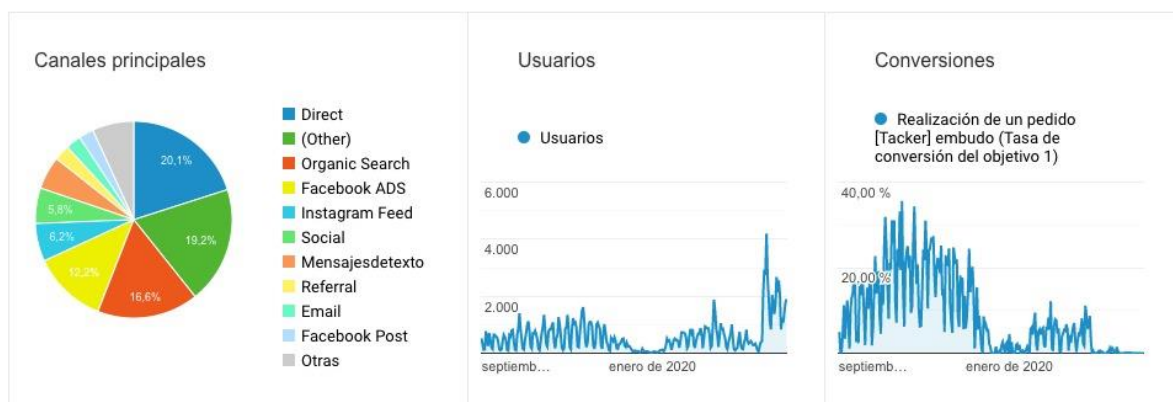 Canales principales
20,1%
19,2%
16,6%
12,2%
6,2%
5,8%
Direct
(Other)
Organic Search
Facebook ADS
Instagram Feed
Social
Mensajesdetexto
Referral
Email
Facebook Post
Otras
Usuarios
Usuarios
6.000
4.000
2.000
septiemb…
enero de 2020
Conversiones
Realización de un pedido
[Tacker] embudo (Tasa de
conversión del objetivo 1)
40,00 %
20,00 %
septiemb…
enero de 2020